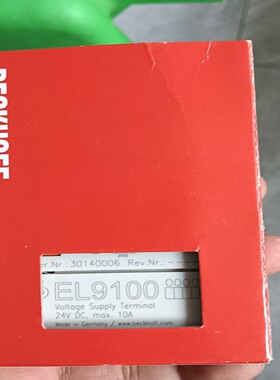 BECKHOFF
er.Nr.:30140006 Rev.Nr.:--
EL9100
Voltage Supply Terminal
24V DC, max. 10A
Made in Germany /www.beckhoff.com